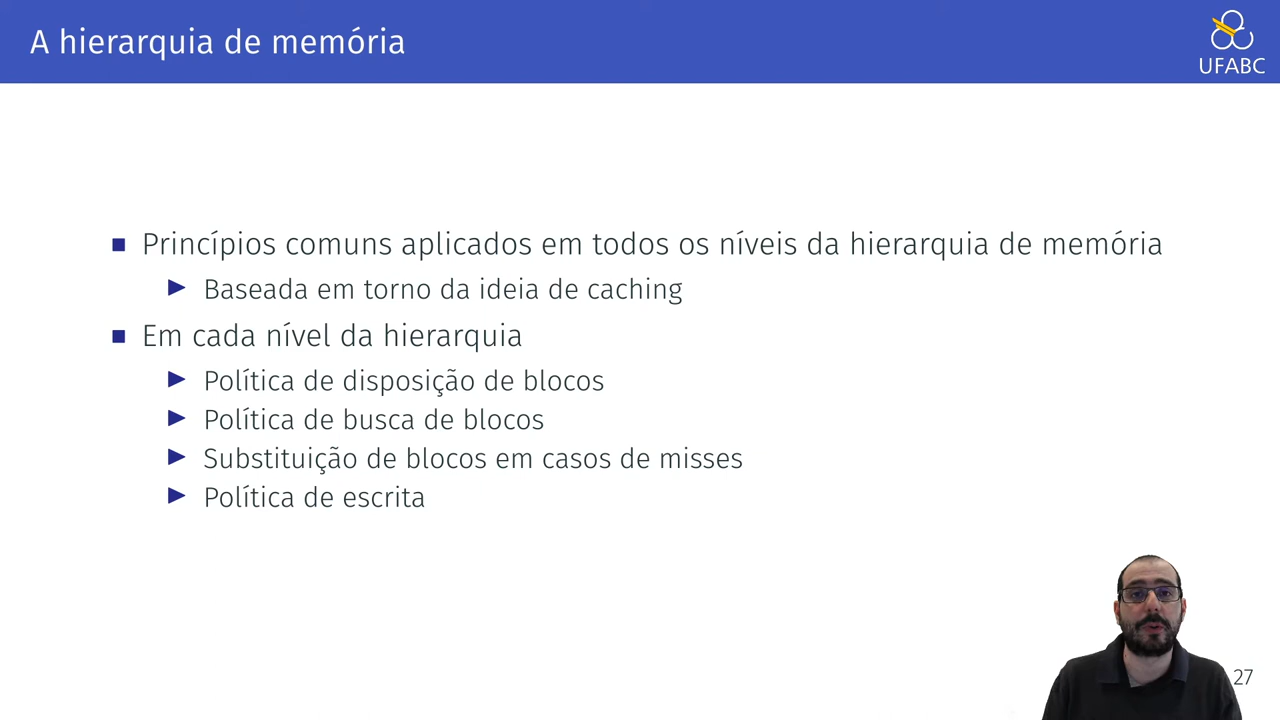 A hierarquia de memória
UFABC
Princípios comuns aplicados em todos os níveis da hierarquia de memória
Baseada em torno da ideia de caching
Em cada nível da hierarquia
Política de disposição de blocos
Política de busca de blocos
Substituição de blocos em casos de misses
Política de escrita
27